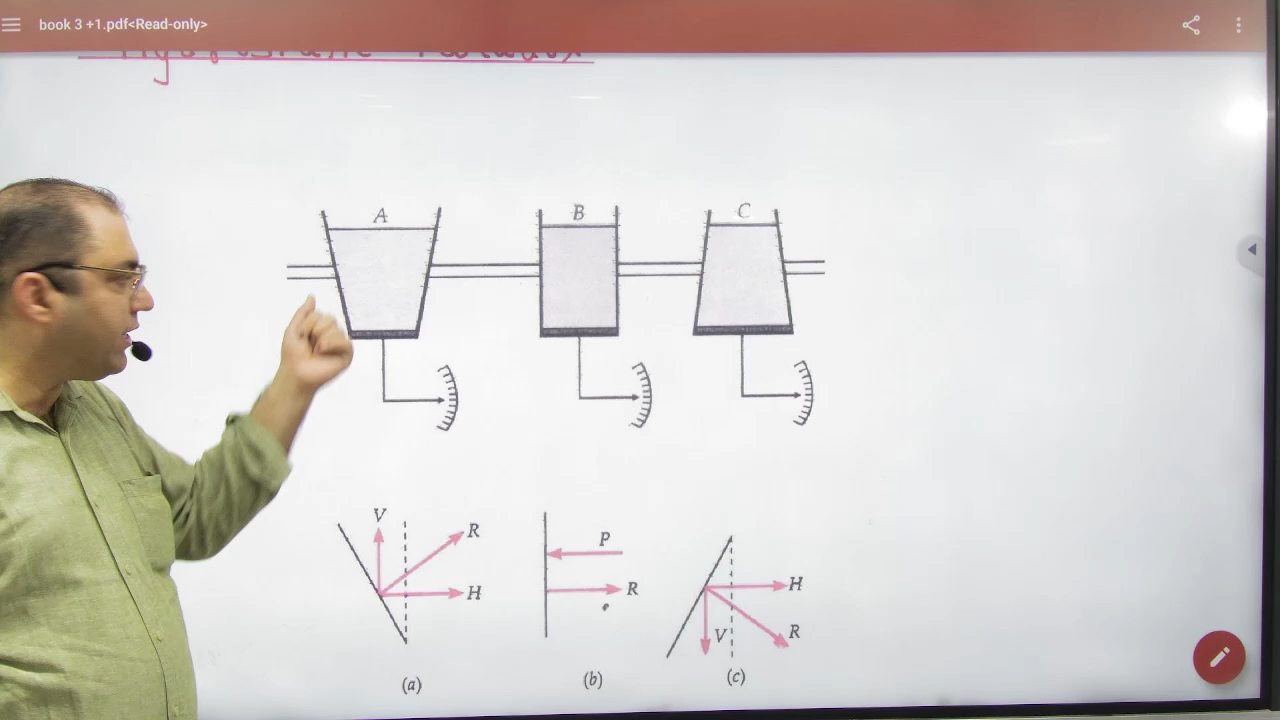 book 3 +1.pdf<Read-only>
A B C
V R H
P R
H V R
(a) (b) (c)